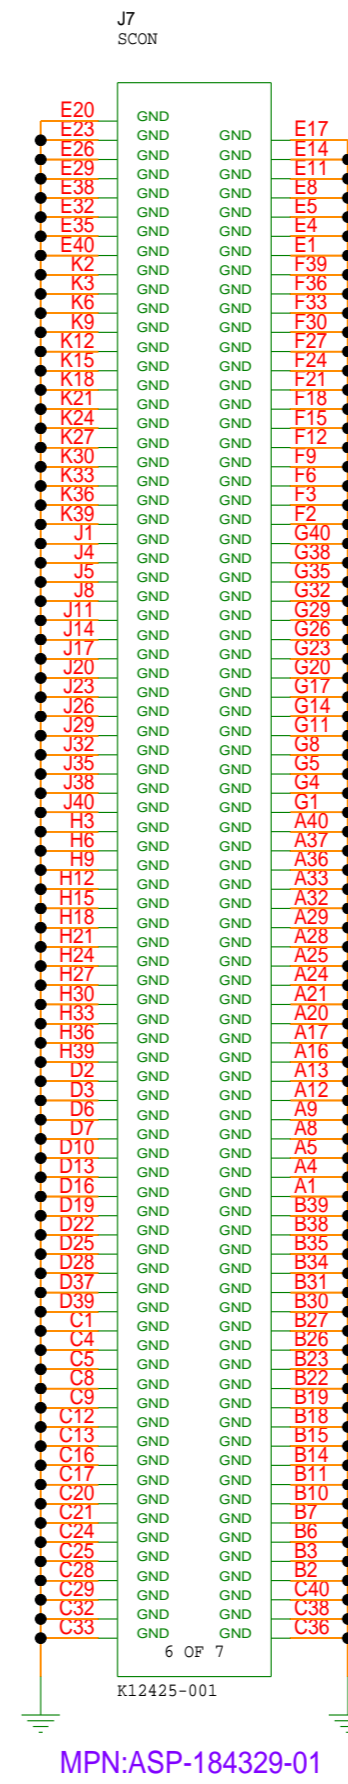 J7
SCON
E20 GND
E23 GND GND E17
E26 GND GND E14
E29 GND GND E11
E38 GND GND E8
E32 GND GND E5
E35 GND GND E4
E40 GND GND E1
K2 GND GND F39
K3 GND GND F36
K6 GND GND F33
K9 GND GND F30
K12 GND GND F27
K15 GND GND F24
K18 GND GND F21
K21 GND GND F18
K24 GND GND F15
K27 GND GND F12
K30 GND GND F9
K33 GND GND F6
K36 GND GND F3
K39 GND GND F2
J1 GND GND G40
J4 GND GND G38
J5 GND GND G35
J8 GND GND G32
J11 GND GND G29
J14 GND GND G26
J17 GND GND G23
J20 GND GND G20
J23 GND GND G17
J26 GND GND G14
J29 GND GND G11
J32 GND GND G8
J35 GND GND G5
J38 GND GND G4
J40 GND GND G1
H3 GND GND A40
H6 GND GND A37
H9 GND GND A36
H12 GND GND A33
H15 GND GND A32
H18 GND GND A29
H21 GND GND A28
H24 GND GND A25
H27 GND GND A24
H30 GND GND A21
H33 GND GND A20
H36 GND GND A17
H39 GND GND A16
D2 GND GND A13
D3 GND GND A12
D6 GND GND A9
D7 GND GND A8
D10 GND GND A5
D13 GND GND A4
D16 GND GND A1
D19 GND GND B39
D22 GND GND B38
D25 GND GND B35
D28 GND GND B34
D37 GND GND B31
D39 GND GND B30
C1 GND GND B27
C4 GND GND B26
C5 GND GND B23
C8 GND GND B22
C9 GND GND B19
C12 GND GND B18
C13 GND GND B15
C16 GND GND B14
C17 GND GND B11
C20 GND GND B10
C21 GND GND B7
C24 GND GND B6
C25 GND GND B3
C28 GND GND B2
C29 GND GND C40
C32 GND GND C38
C33 GND GND C36
6 OF 7
K12425-001
MPN:ASP-184329-01